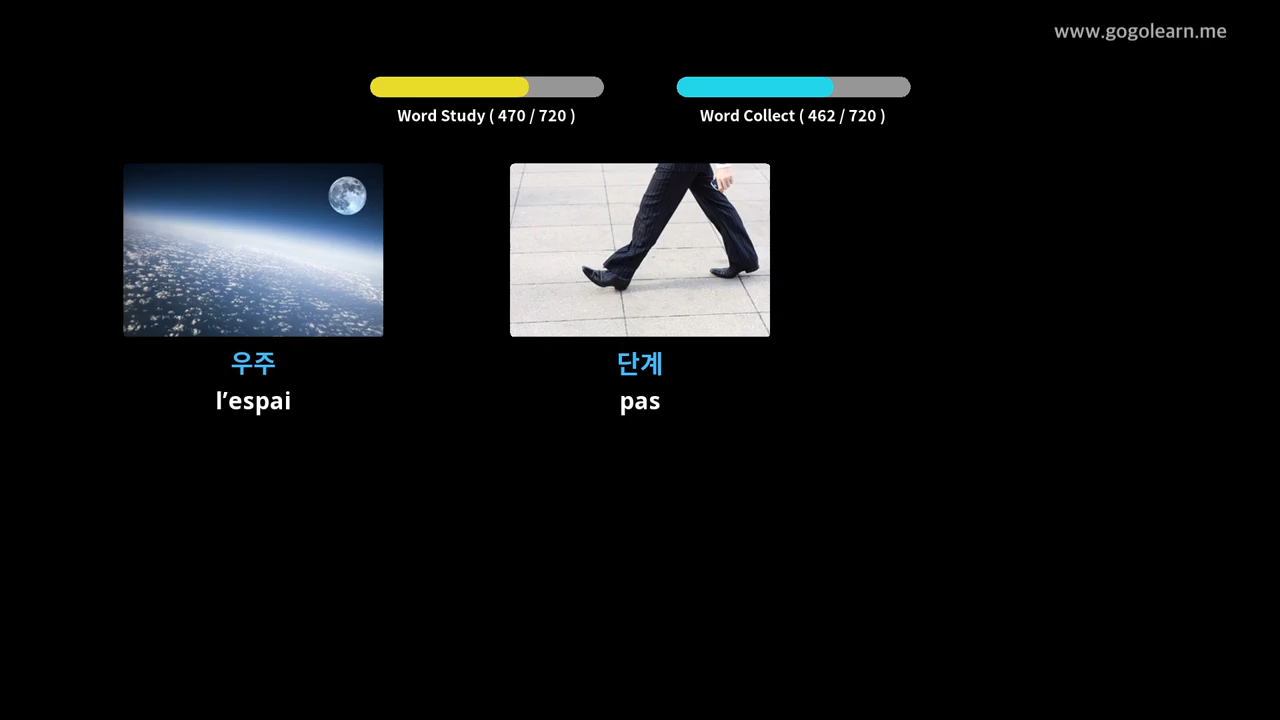 www.gogolearn.me
Word Study ( 470 / 720 )
Word Collect ( 462 / 720 )
우주
l’espai
단계
pas